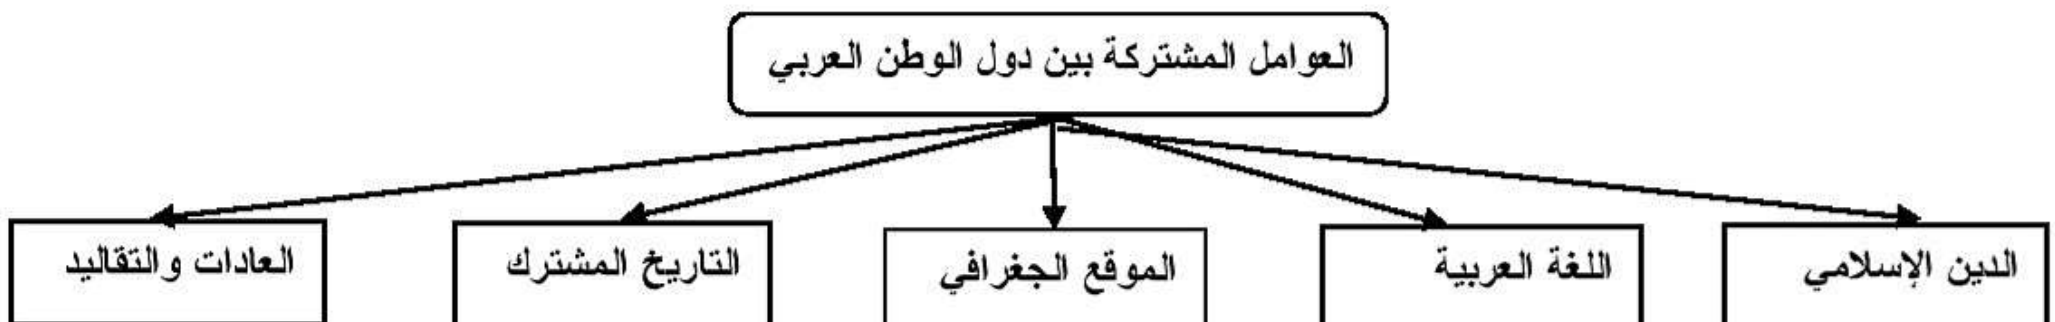 العوامل المشتركة بين دول الوطن العربي
الدين الإسلامي
اللغة العربية
الموقع الجغرافي
التاريخ المشترك
العادات والتقاليد